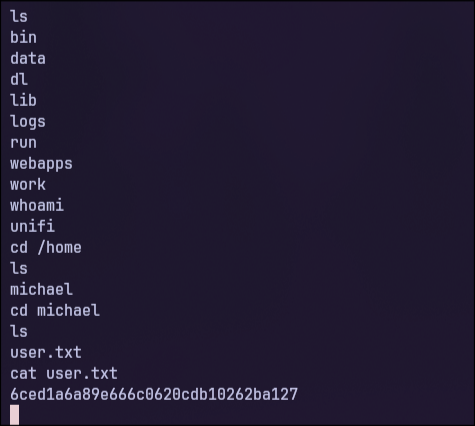 ls
bin
data
dl
lib
logs
run
webapps
work
whoami
unifi
cd /home
ls
michael
cd michael
ls
user.txt
cat user.txt
6ced1a6a89e666c0620cdb10262ba127